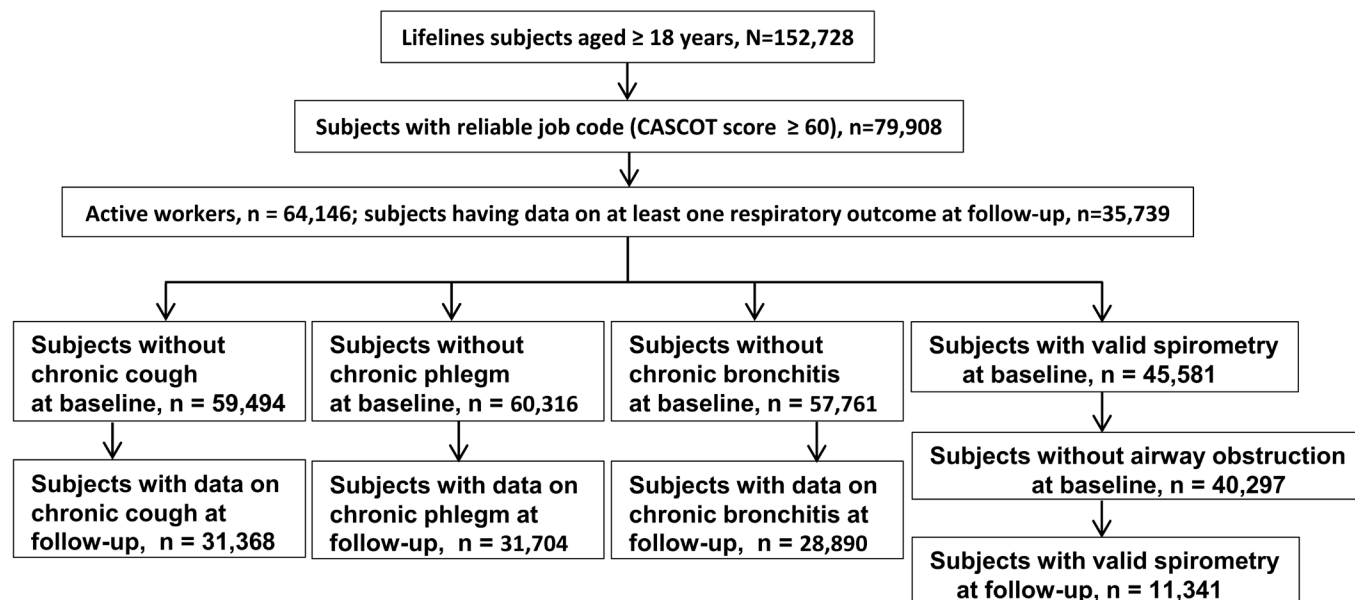 Lifelines subjects aged ≥ 18 years, N=152,728
Subjects with reliable job code (CASCOT score ≥ 60), n=79,908
Active workers, n = 64,146; subjects having data on at least one respiratory outcome at follow-up, n=35,739
Subjects without
chronic cough
at baseline, n = 59,494
Subjects without
chronic phlegm
at baseline, n = 60,316
Subjects without
chronic bronchitis
at baseline, n = 57,761
Subjects with valid spirometry
at baseline, n = 45,581
Subjects with data on
chronic cough at
follow-up, n = 31,368
Subjects with data on
chronic phlegm at
follow-up, n = 31,704
Subjects with data on
chronic bronchitis at
follow-up, n = 28,890
Subjects without airway obstruction
at baseline, n = 40,297
Subjects with valid spirometry
at follow-up, n = 11,341